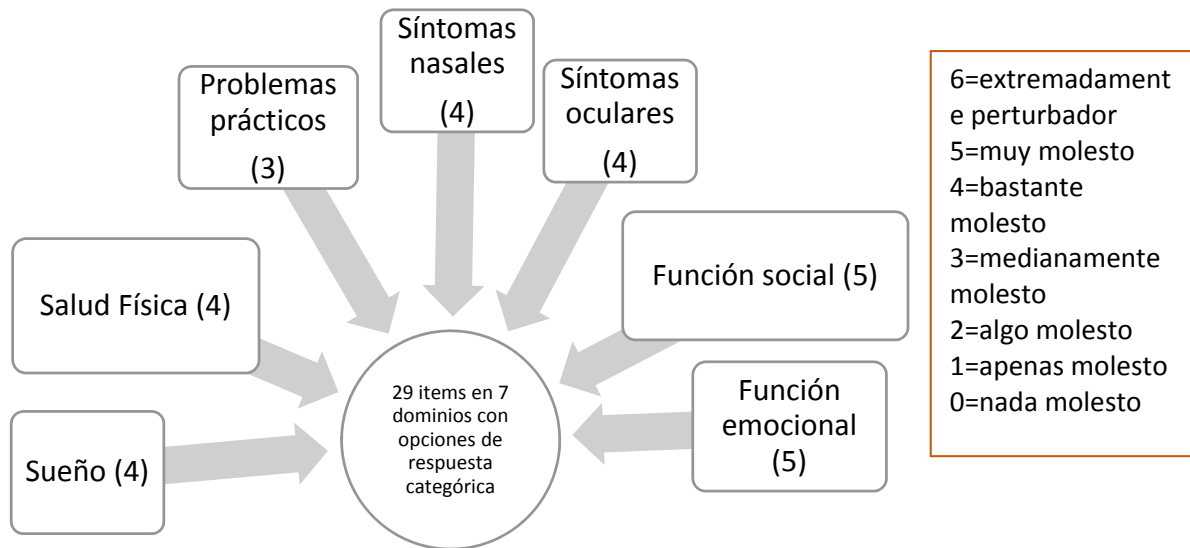 Síntomas
nasales
(4)
Problemas
prácticos
(3)
Síntomas
oculares
(4)
Salud Física (4)
Función social (5)
Sueño (4)
Función
emocional
(5)
29 items en 7
dominios con
opciones de
respuesta
categórica
6=extremadament
e perturbador
5=muy molesto
4=bastante
molesto
3=medianamente
molesto
2=algo molesto
1=apenas molesto
0=nada molesto